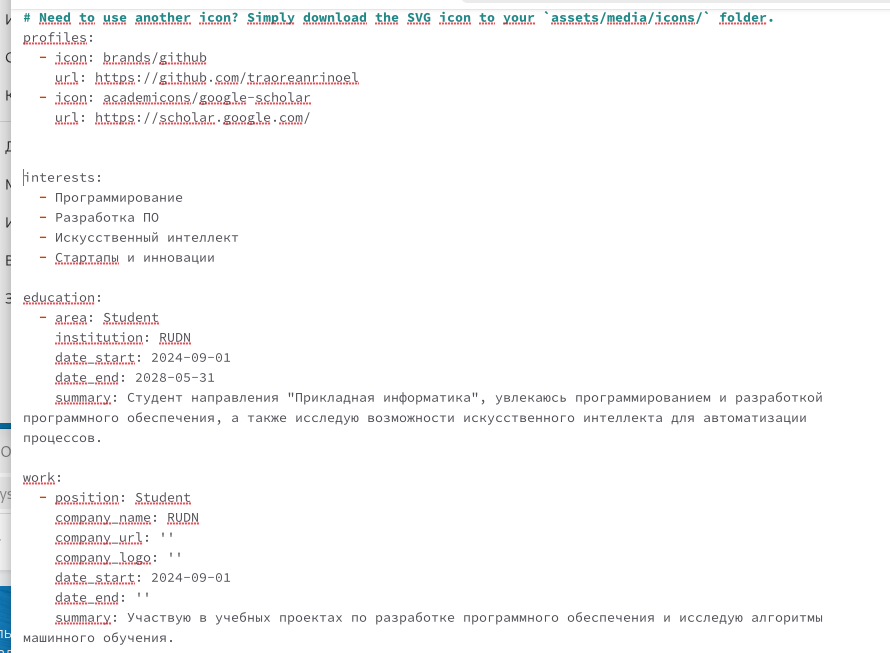 # Need to use another icon? Simply download the SVG icon to your `assets/media/icons/` folder.
profiles:
  - icon: brands/github
    url: https://github.com/traoreanrinoel
  - icon: academicons/google-scholar
    url: https://scholar.google.com/
interests:
  - Программирование
  - Разработка ПО
  - Искусственный интеллект
  - Стартапы и инновации
education:
  - area: Student
    institution: RUDN
    date_start: 2024-09-01
    date_end: 2028-05-31
    summary: Студент направления "Прикладная информатика", увлекаюсь программированием и разработкой
программного обеспечения, а также исследую возможности искусственного интеллекта для автоматизации
процессов.
work:
  - position: Student
    company_name: RUDN
    company_url: ''
    company_logo: ''
    date_start: 2024-09-01
    date_end: ''
    summary: Участвую в учебных проектах по разработке программного обеспечения и исследую алгоритмы
машинного обучения.